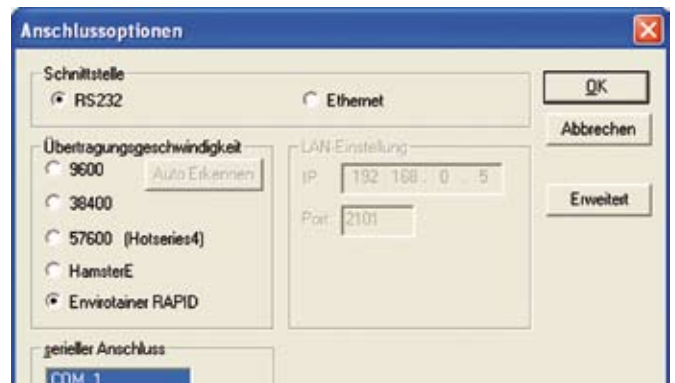 Anschlussoptionen
Schnittstelle
RS232
Ethernet
OK
Abbrechen
Erweitert
Übertragungsgeschwindigkeit
9600
Auto Erkennen
38400
57600 (Hotseries4)
HamsterE
Envirotainer RAPID
LAN-Einstellung
IP: 192 168 . 0 . 5
Port: 2101
serieller Anschluss
COM 1